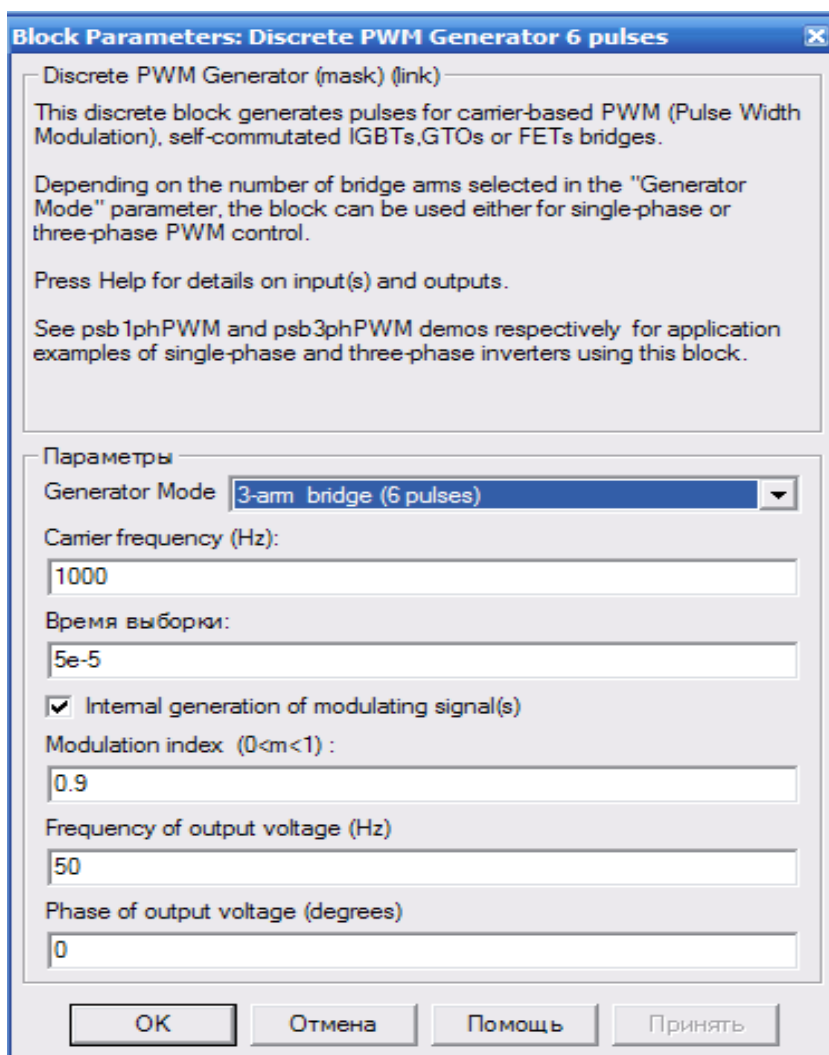 Block Parameters: Discrete PWM Generator 6 pulses
Discrete PWM Generator (mask) (link)
This discrete block generates pulses for carrier-based PWM (Pulse Width
Modulation), self-commutated IGBTs,GTOs or FETs bridges.
Depending on the number of bridge arms selected in the "Generator
Mode" parameter, the block can be used either for single-phase or
three-phase PWM control.
Press Help for details on input(s) and outputs.
See psb1phPWM and psb3phPWM demos respectively for application
examples of single-phase and three-phase inverters using this block.
Параметры
Generator Mode 3-arm bridge (6 pulses)
Carrier frequency (Hz):
1000
Время выборки:
5e-5
Internal generation of modulating signal(s)
Modulation index (0<m<1) :
0.9
Frequency of output voltage (Hz)
50
Phase of output voltage (degrees)
0
OK Отмена Помощь Принять